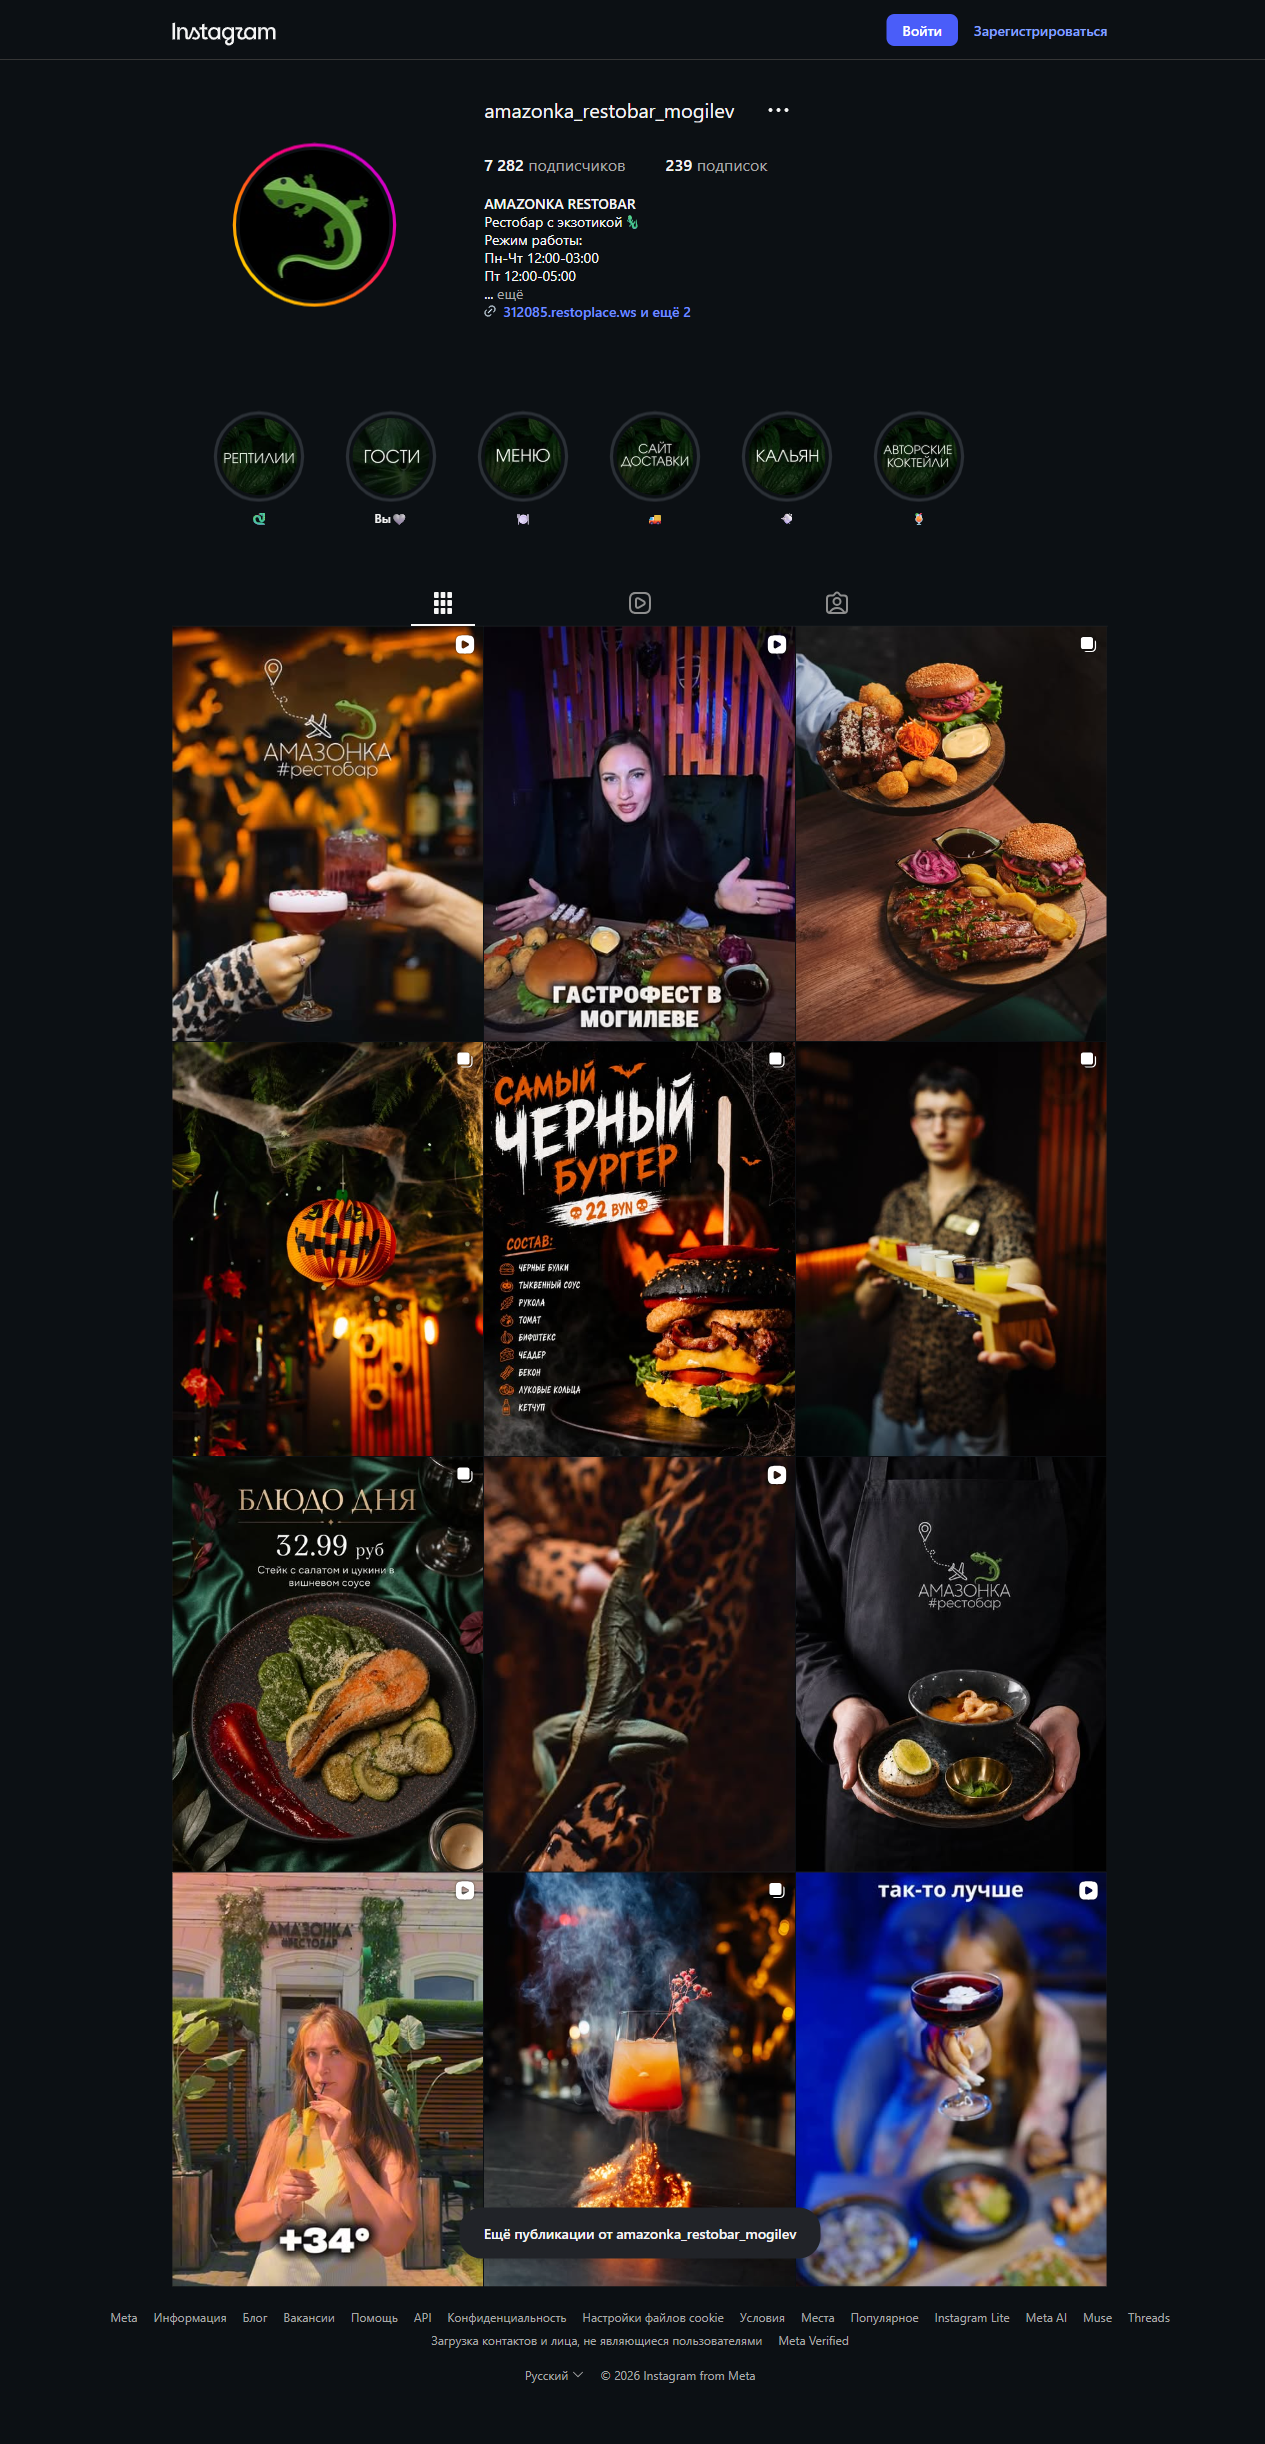 Instagram
Войти
Зарегистрироваться
amazonka_restobar_mogilev
7 282 подписчиков
239 подписок
AMAZONKA RESTOBAR
Рестобар с экзотикой🦎
Режим работы:
Пн-Чт 12:00-03:00
Пт 12:00-05:00
... ещё
312085.restoplace.ws и ещё 2
РЕПТИЛИИ
ГОСТИ
МЕНЮ
САЙТ
ДОСТАВКИ
КАЛЬЯН
АВТОРСКИЕ
КОКТЕЙЛИ
Вы
АМАЗОНКА
#рестобар
ГАСТРОФЕСТ В
МОГИЛЕВЕ
САМЫЙ
ЧЕРНЫЙ
БУРГЕР
22 BYN
СОСТАВ:
ЧЕРНЫЕ БУЛКИ
ТЫКВЕННЫЙ СОУС
РУКОЛА
ТОМАТ
БИФШТЕКС
ЧЕДДЕР
БЕКОН
ЛУКОВЫЕ КОЛЬЦА
КЕТЧУП
БЛЮДО ДНЯ
32.99 руб
Стейк с салатом и цукини в
вишневом соусе
АМАЗОНКА
#рестобар
АМАЗОНКА
#РЕСТОБАР
+34°
так-то лучше
Ещё публикации от amazonka_restobar_mogilev
Meta Информация Блог Вакансии Помощь API Конфиденциальность Настройки файлов cookie Условия Места Популярное Instagram Lite Meta AI Muse Threads
Загрузка контактов и лица, не являющиеся пользователями Meta Verified
Русский
© 2026 Instagram from Meta